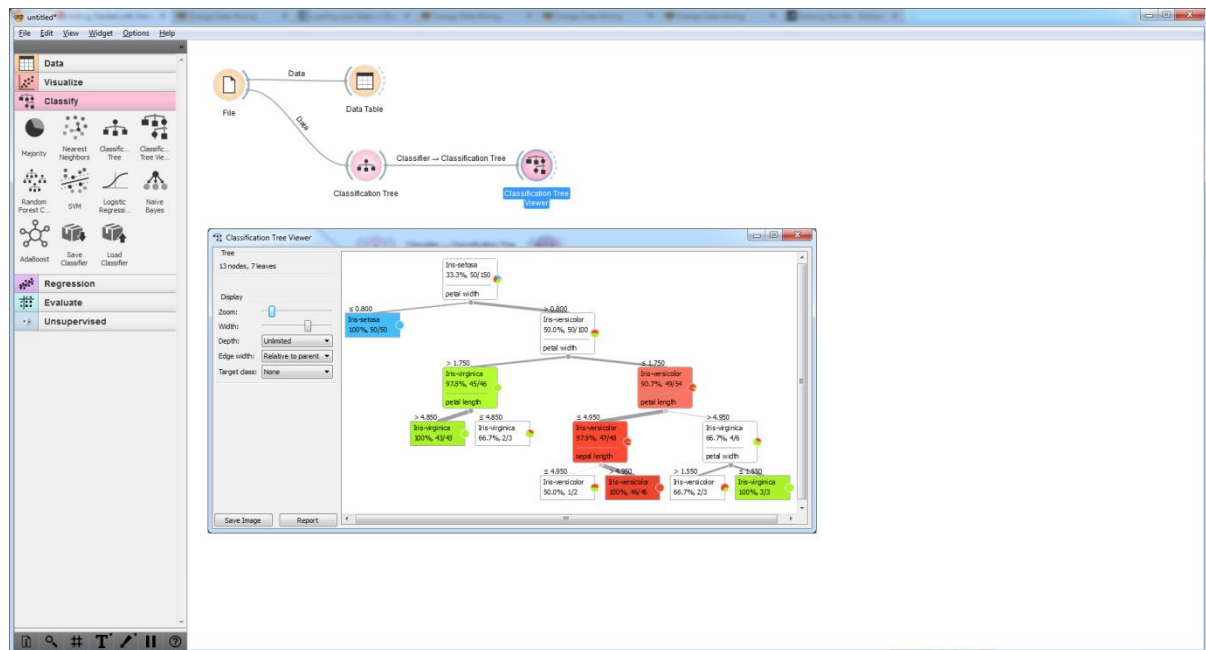 untitled*
File Edit View Widget Options Help
Data
Visualize
Classify
Majority
Nearest Neighbors
Classific... Tree
Classific... Tree Vie...
Random Forest C...
SVM
Logistic Regressi...
Naive Bayes
AdaBoost
Save Classifier
Load Classifier
Regression
Evaluate
Unsupervised
File
Data
Data Table
Data
Classification Tree
Classifier → Classification Tree
Classification Tree
Viewer
Classification Tree Viewer
Tree
13 nodes, 7 leaves
Display
Zoom:
Width:
Depth: Unlimited
Edge width: Relative to parent
Target class: None
Save Image Report
Iris-setosa
33.3%, 50/150
petal width
≤ 0.800
Iris-setosa
100%, 50/50
> 0.800
Iris-versicolor
50.0%, 50/100
petal width
> 1.750
Iris-virginica
97.8%, 45/46
petal length
≤ 1.750
Iris-versicolor
90.7%, 49/54
petal length
> 4.850
Iris-virginica
100%, 43/43
≤ 4.850
Iris-virginica
66.7%, 2/3
≤ 4.950
Iris-versicolor
97.9%, 47/48
sepal length
> 4.950
Iris-virginica
66.7%, 4/6
petal width
≤ 4.950
Iris-versicolor
50.0%, 1/2
> 4.950
Iris-versicolor
100%, 46/46
> 1.550
Iris-versicolor
66.7%, 2/3
≤ 1.550
Iris-virginica
100%, 3/3